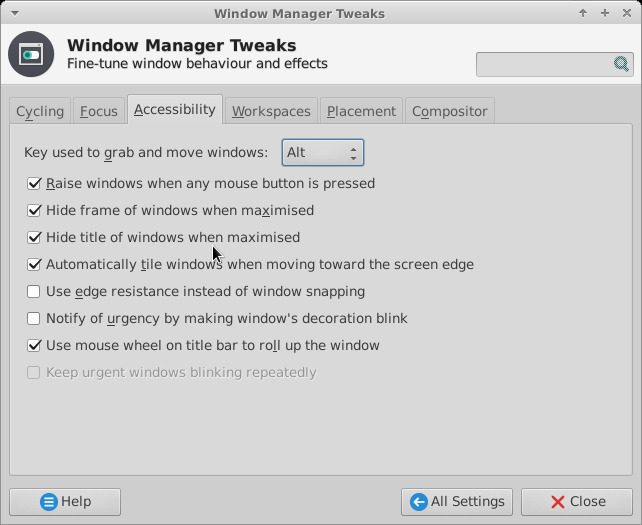 Window Manager Tweaks
Window Manager Tweaks
Fine-tune window behaviour and effects
Cycling Focus Accessibility Workspaces Placement Compositor
Key used to grab and move windows: Alt
Raise windows when any mouse button is pressed
Hide frame of windows when maximised
Hide title of windows when maximised
Automatically tile windows when moving toward the screen edge
Use edge resistance instead of window snapping
Notify of urgency by making window's decoration blink
Use mouse wheel on title bar to roll up the window
Keep urgent windows blinking repeatedly
Help All Settings Close